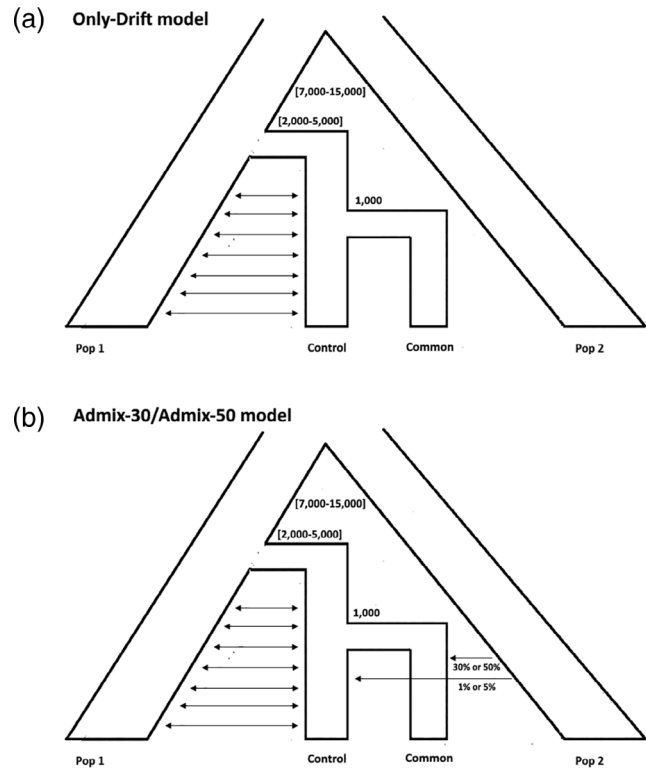 (a) Only-Drift model
[7,000-15,000]
[2,000-5,000]
1,000
Pop 1 Control Common Pop 2
(b) Admix-30/Admix-50 model
[7,000-15,000]
[2,000-5,000]
1,000
30% or 50%
1% or 5%
Pop 1 Control Common Pop 2